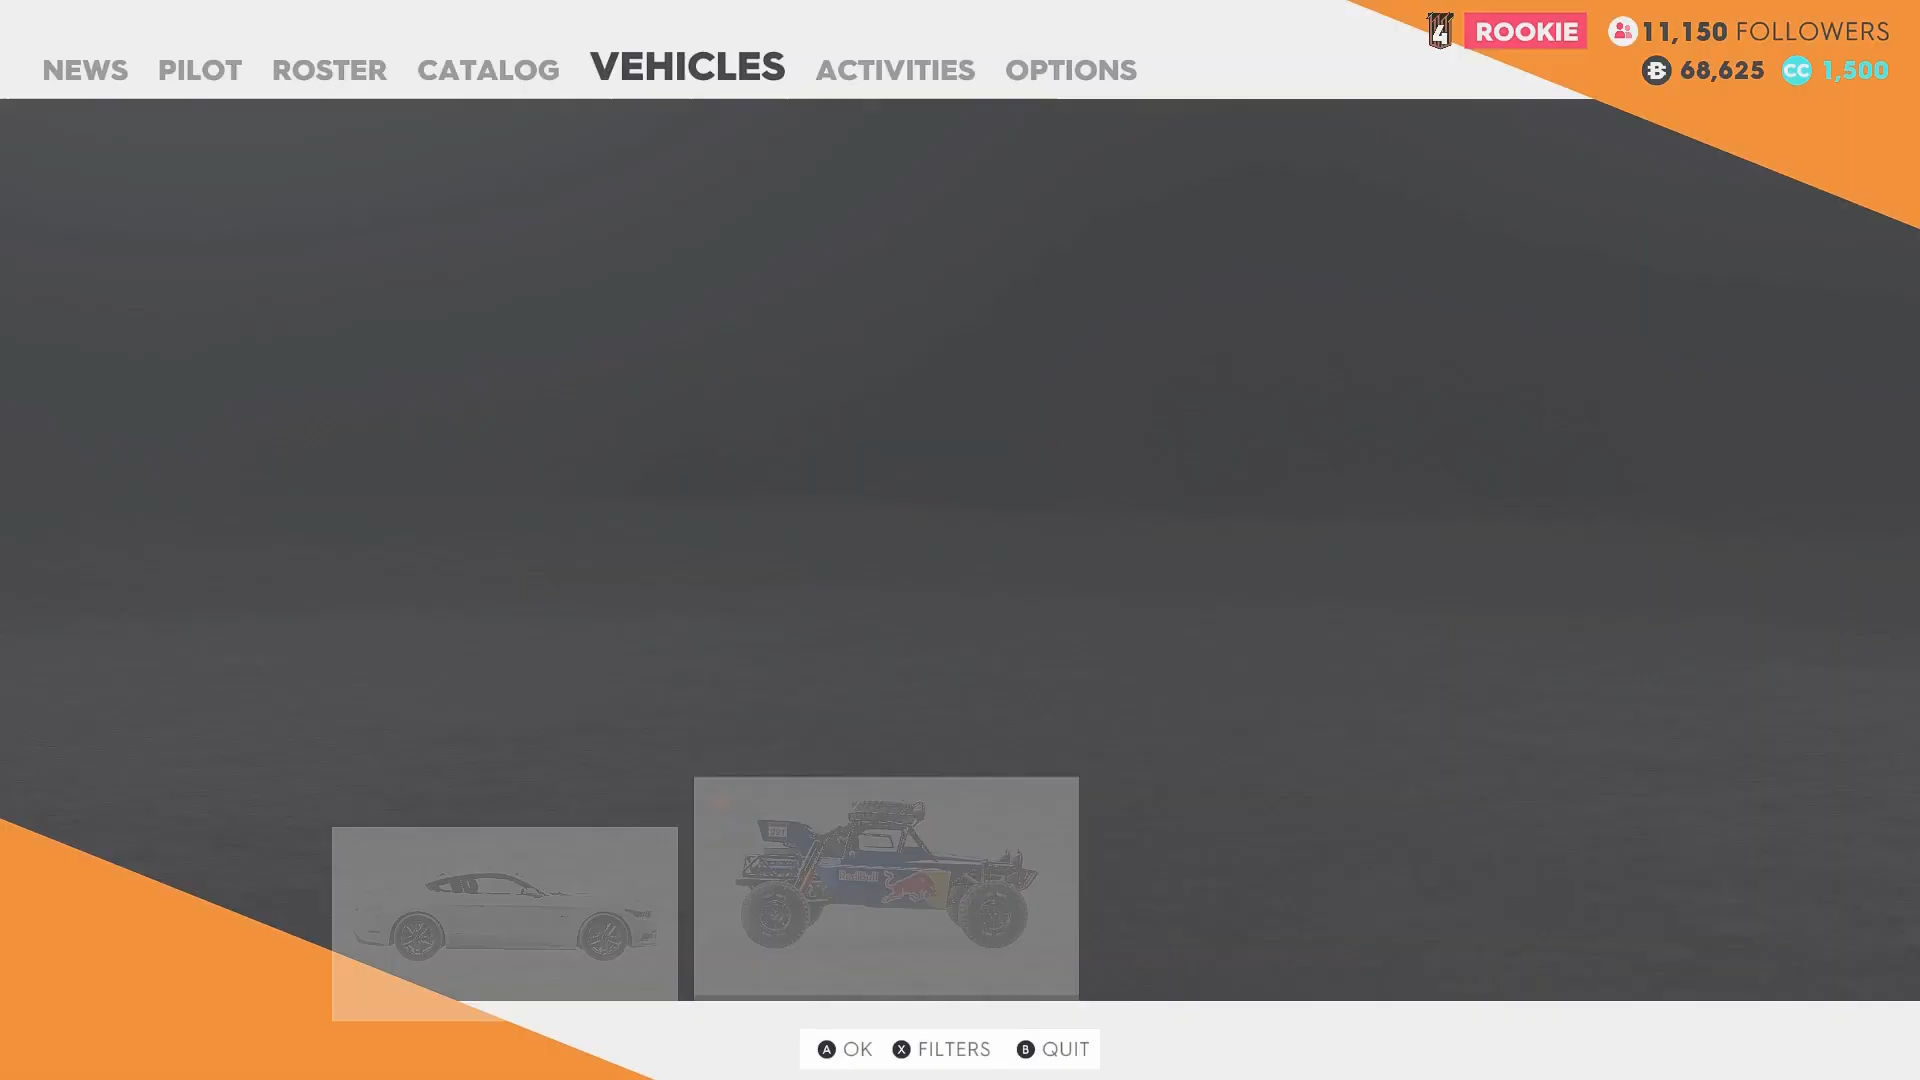 4 ROOKIE 11,150 FOLLOWERS
NEWS PILOT ROSTER CATALOG VEHICLES ACTIVITIES OPTIONS
B 68,625 CC 1,500
Red Bull
A OK X FILTERS B QUIT